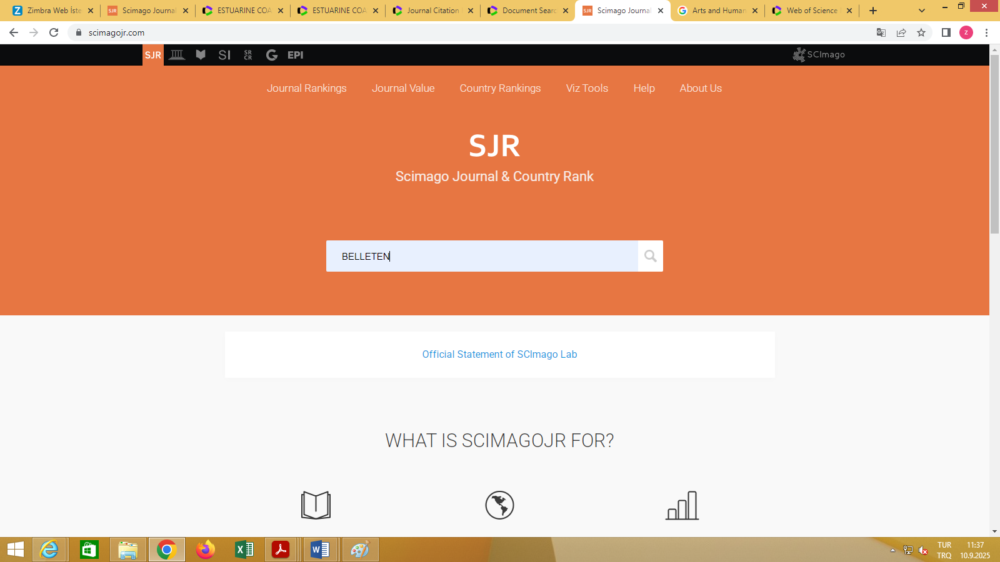 Zimbra Web İste
Scimago Journal
ESTUARINE COA
ESTUARINE COA
Journal Citation
Document Searc
Scimago Journal
Arts and Human
Web of Science
scimagojr.com
z
SJR
SI
SR
CR
G
EPI
SCImago
Journal Rankings
Journal Value
Country Rankings
Viz Tools
Help
About Us
SJR
Scimago Journal & Country Rank
BELLETEN
Official Statement of SCImago Lab
WHAT IS SCIMAGOJR FOR?
TUR
TRQ
11:37
10.9.2025